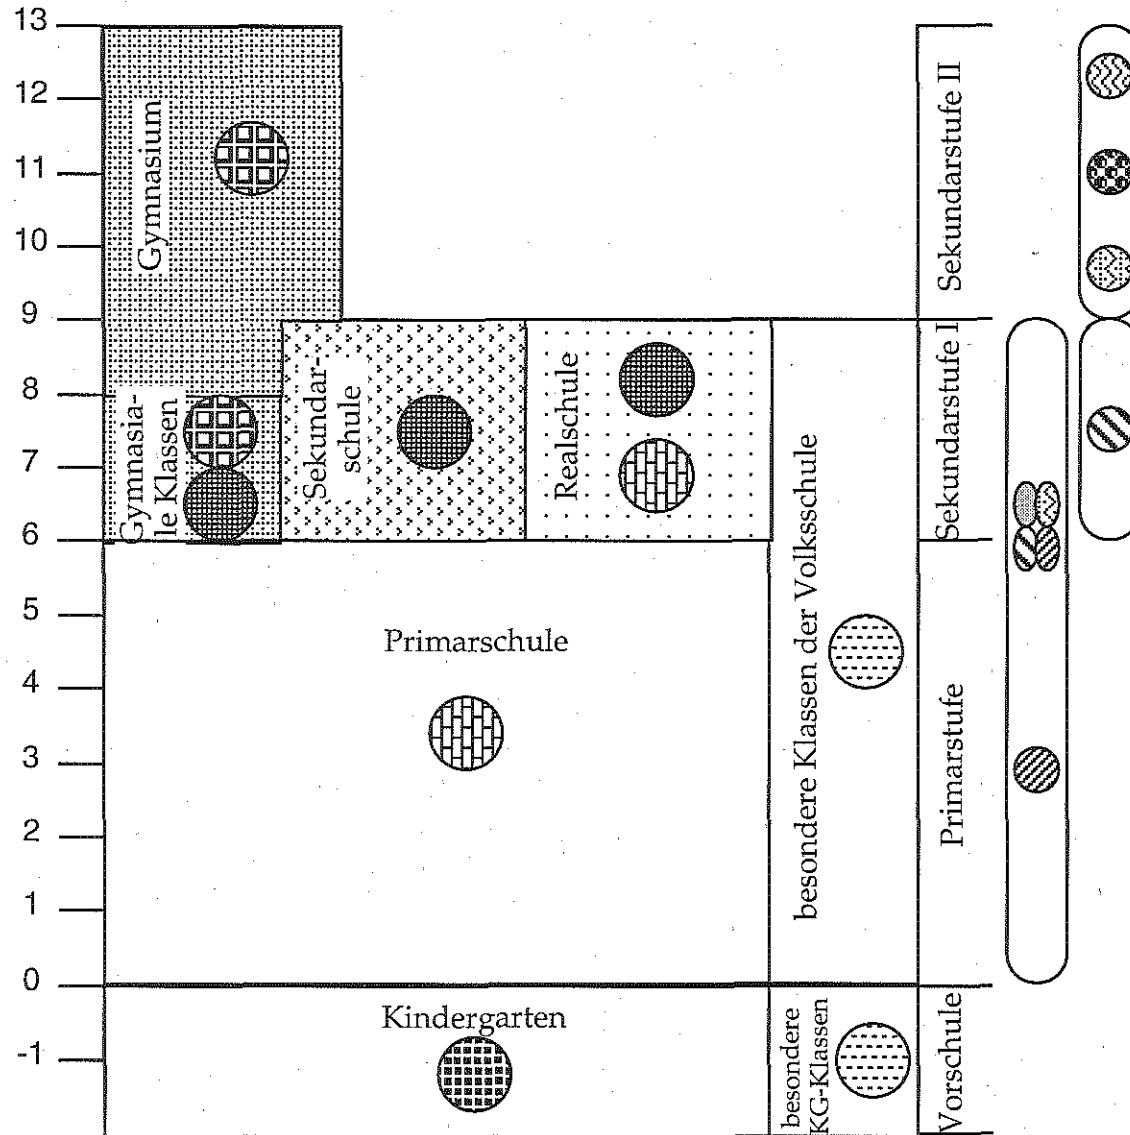 13
12
11
10
9
8
7
6
5
4
3
2
1
0
-1
Gymnasium
Gymnasia-
le Klassen
Sekundar-
schule
Realschule
Primarschule
besondere Klassen der Volksschule
Kindergarten
besondere
KG-Klassen
Sekundarstufe II
Sekundarstufe I
Primarstufe
Vorschule